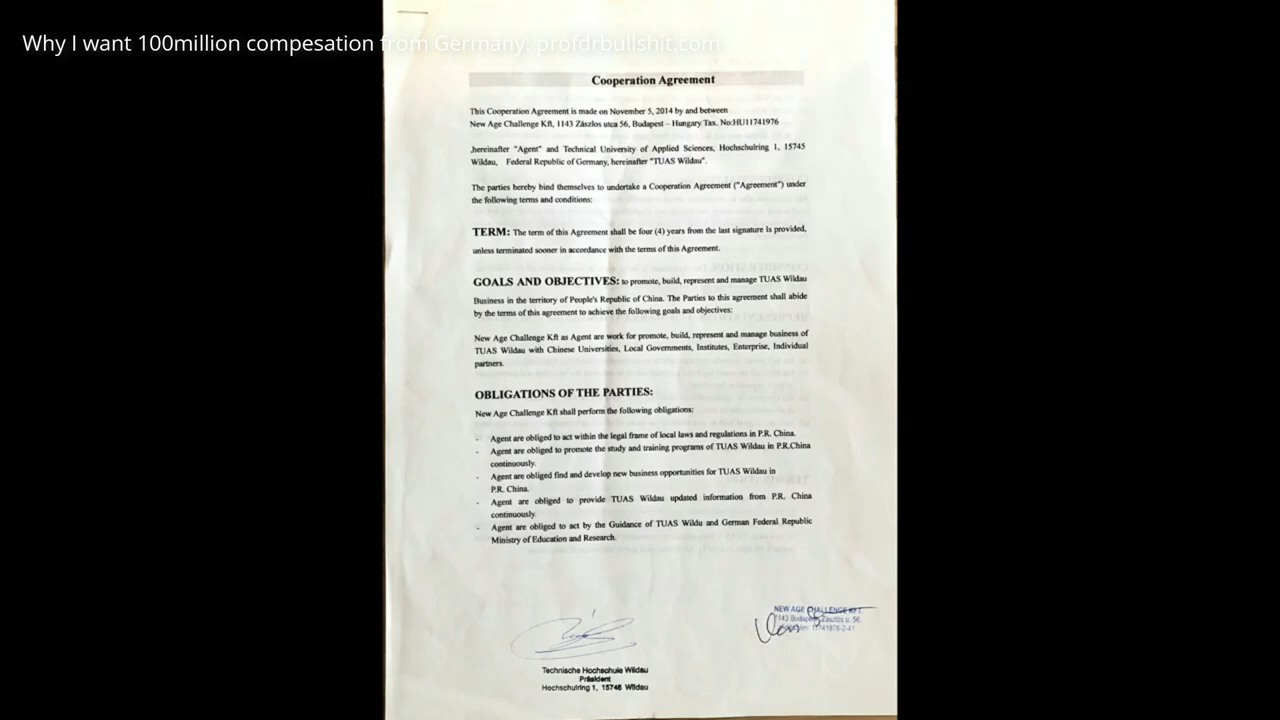 Why I want 100million compesation from Germany. profdrbullshit.com
Cooperation Agreement
This Cooperation Agreement is made on November 5, 2014 by and between
New Age Challenge Kft, 1143 Zászlos utca 56, Budapest – Hungary Tax. No:HU11741976
hereinafter "Agent" and Technical University of Applied Sciences, Hochschulring 1, 15745
Wildau, Federal Republic of Germany, hereinafter "TUAS Wildau".
The parties hereby bind themselves to undertake a Cooperation Agreement ("Agreement") under
the following terms and conditions:
TERM: The term of this Agreement shall be four (4) years from the last signature is provided,
unless terminated sooner in accordance with the terms of this Agreement.
GOALS AND OBJECTIVES: to promote, build, represent and manage TUAS Wildau
Business in the territory of People's Republic of China. The Parties to this agreement shall abide
by the terms of this agreement to achieve the following goals and objectives:
New Age Challenge Kft as Agent are work for promote, build, represent and manage business of
TUAS Wildau with Chinese Universities, Local Governments, Institutes, Enterprise, Individual
partners.
OBLIGATIONS OF THE PARTIES:
New Age Challenge Kft shall perform the following obligations:
- Agent are obliged to act within the legal frame of local laws and regulations in P.R. China.
- Agent are obliged to promote the study and training programs of TUAS Wildau in P.R.China
continuously.
- Agent are obliged find and develop new business opportunities for TUAS Wildau in
P.R. China.
- Agent are obliged to provide TUAS Wildau updated information from P.R. China
continuously.
- Agent are obliged to act by the Guidance of TUAS Wildu and German Federal Republic
Ministry of Education and Research.
NEW AGE CHALLENGE KFT.
1143 Budapest, Zászlós u. 56.
11741976-2-41
Technische Hochschule Wildau
Präsident
Hochschulring 1, 15745 Wildau